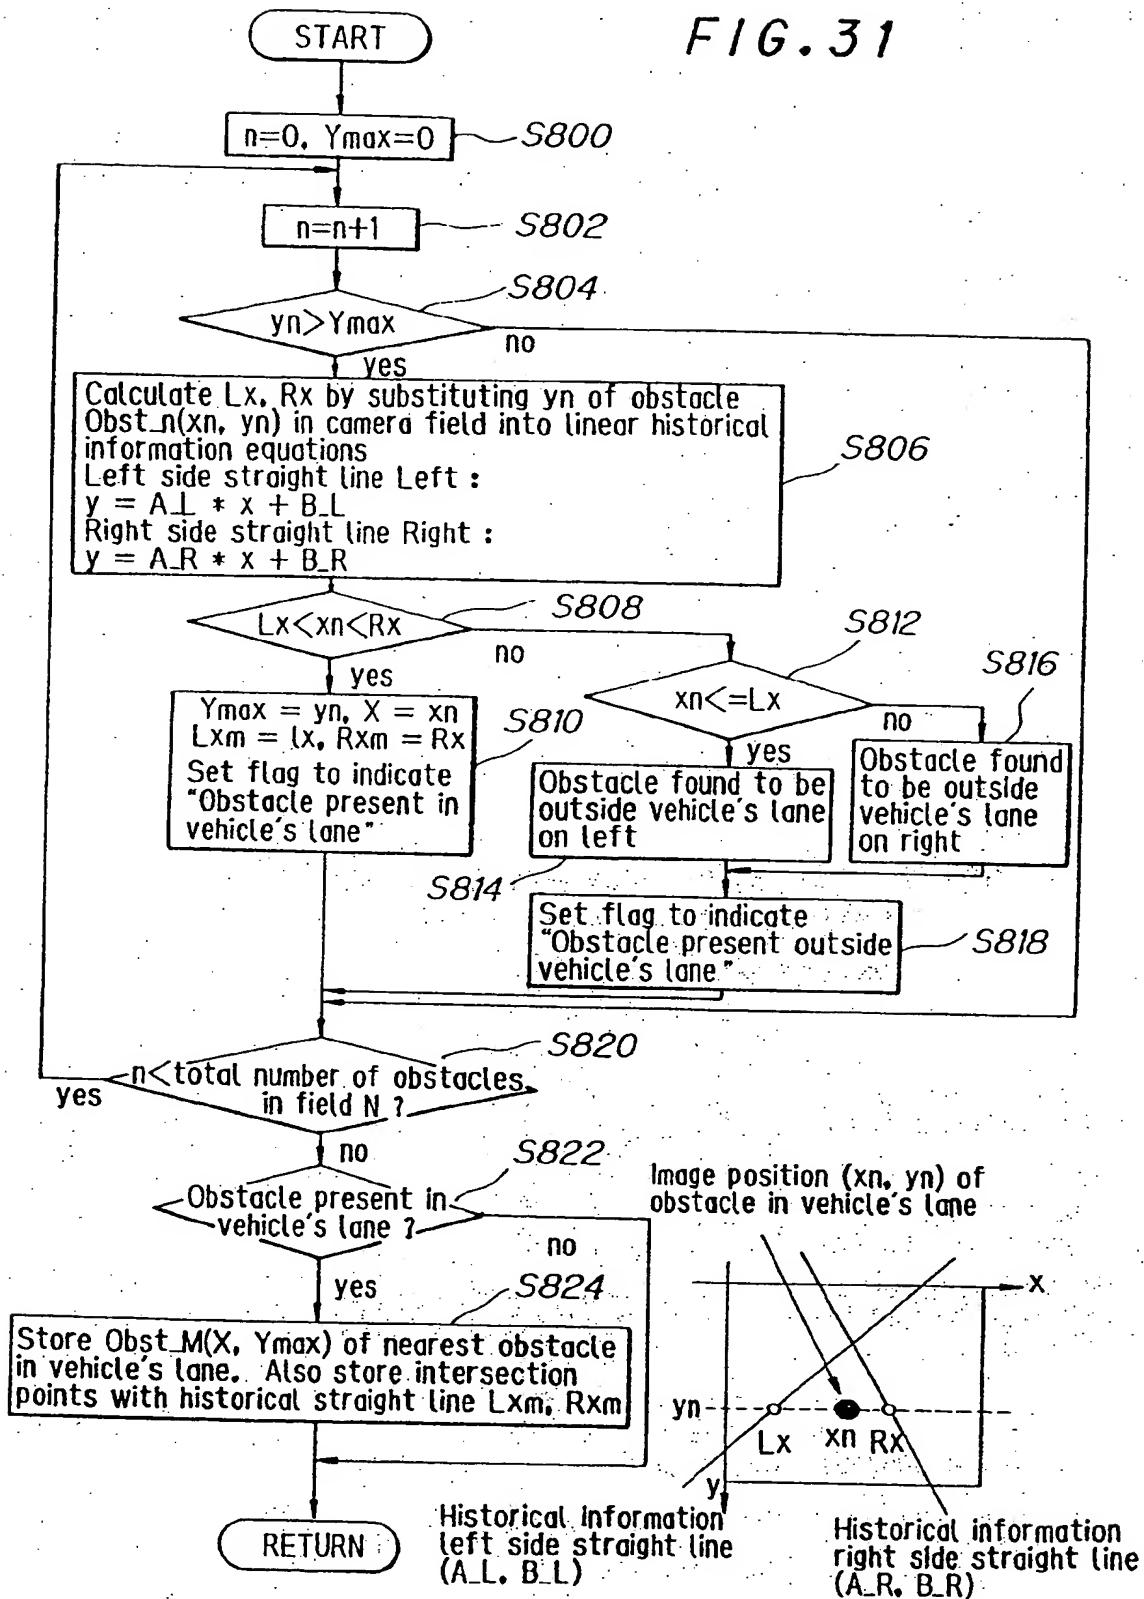 FIG.31
START
n=0, Ymax=0
S800
n=n+1
S802
S804
yn>Ymax
no
yes
Calculate Lx, Rx by substituting yn of obstacle
Obst_n(xn, yn) in camera field into linear historical
information equations
Left side straight line Left :
y = A_L * x + B_L
Right side straight line Right :
y = A_R * x + B_R
S806
S808
Lx<xn<Rx
no
yes
S812
xn<=Lx
no
yes
S816
Ymax = yn, X = xn
Lxm = lx, Rxm = Rx
Set flag to indicate
"Obstacle present in
vehicle's lane"
S810
Obstacle found to be
outside vehicle's lane
on left
S814
Obstacle found
to be outside
vehicle's lane
on right
Set flag to indicate
"Obstacle present outside
vehicle's lane"
S818
S820
n<total number of obstacles
in field N ?
yes
no
S822
Obstacle present in
vehicle's lane ?
no
yes
S824
Store Obst_M(X, Ymax) of nearest obstacle
in vehicle's lane. Also store intersection
points with historical straight line Lxm, Rxm
RETURN
Image position (xn, yn) of
obstacle in vehicle's lane
x
yn
Lx xn Rx
y
Historical Information
left side straight line
(A_L, B_L)
Historical information
right side straight line
(A_R, B_R)